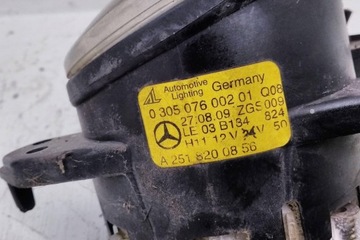 Automotive Lighting Germany
0 305 076 002 01 Q08
27.08.09 ZGS 009
LE 03 B134 824
H11 12V 24V 50
A 251 820 08 56